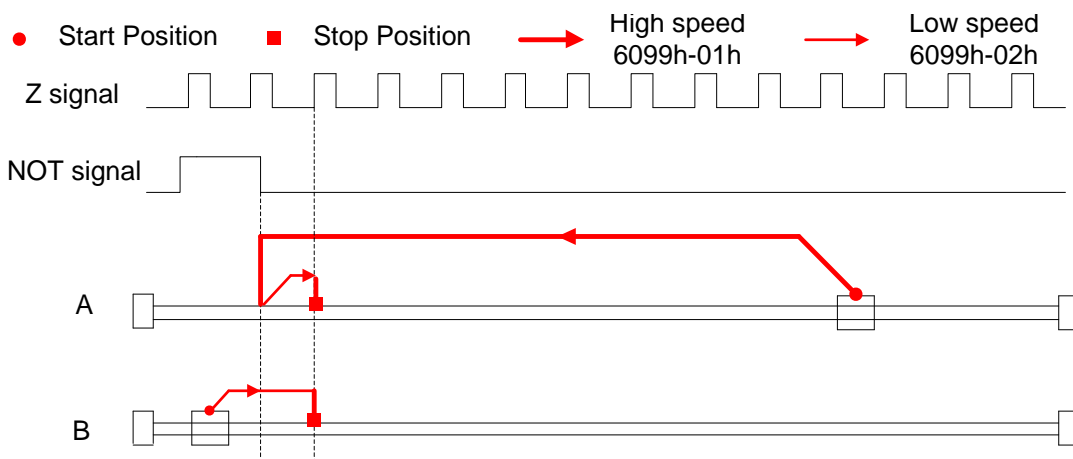 Start Position
Stop Position
High speed
6099h-01h
Low speed
6099h-02h
Z signal
NOT signal
A
B